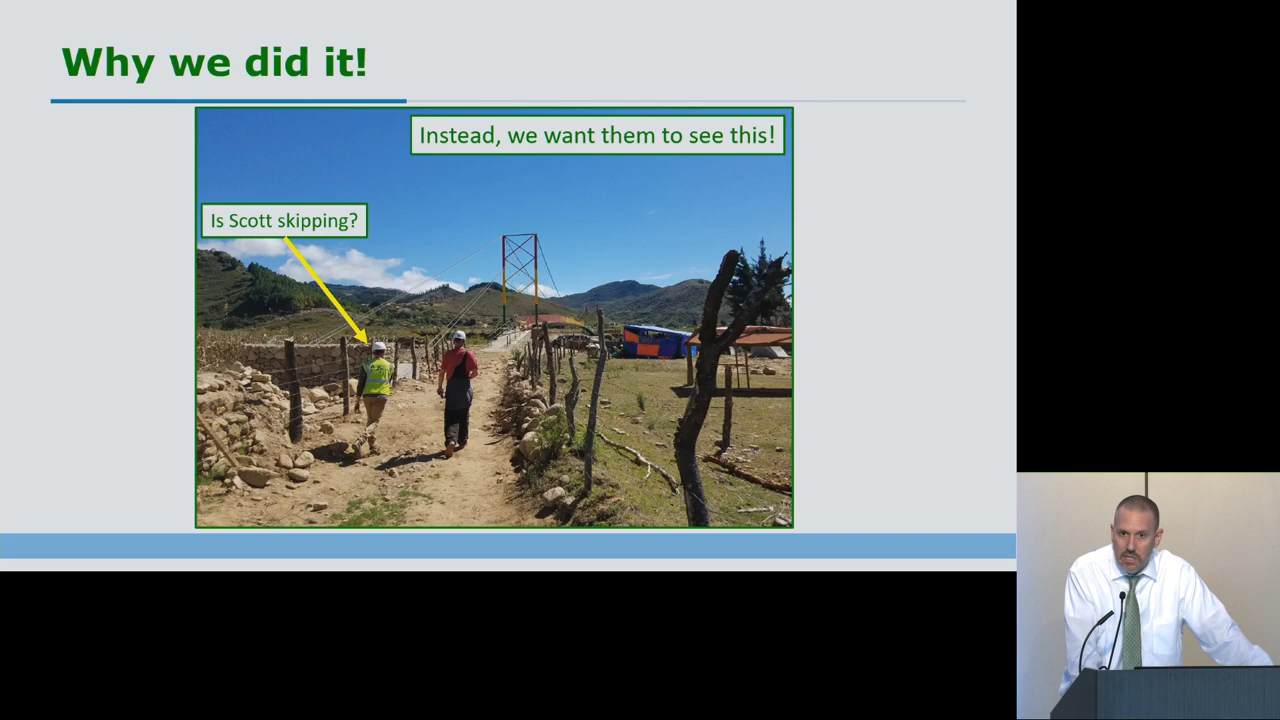 Why we did it!
Instead, we want them to see this!
Is Scott skipping?